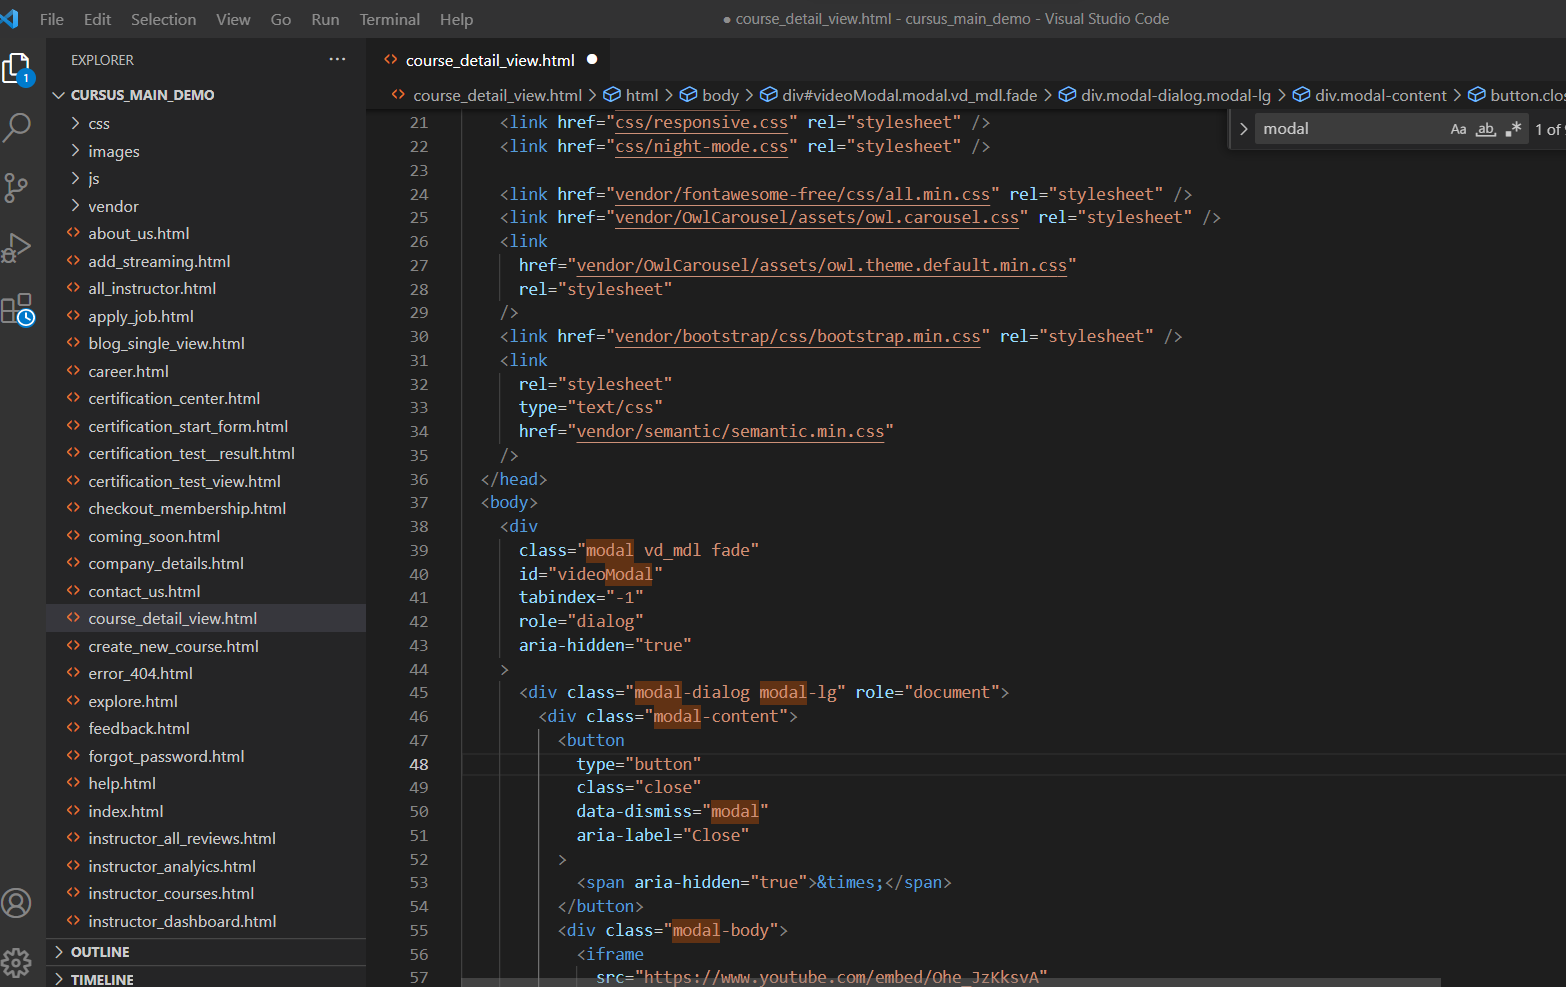 File Edit Selection View Go Run Terminal Help
● course_detail_view.html - cursus_main_demo - Visual Studio Code
EXPLORER ···
course_detail_view.html
1
CURSUS_MAIN_DEMO
css
images
js
vendor
about_us.html
add_streaming.html
all_instructor.html
apply_job.html
blog_single_view.html
career.html
certification_center.html
certification_start_form.html
certification_test__result.html
certification_test_view.html
checkout_membership.html
coming_soon.html
company_details.html
contact_us.html
course_detail_view.html
create_new_course.html
error_404.html
explore.html
feedback.html
forgot_password.html
help.html
index.html
instructor_all_reviews.html
instructor_analyics.html
instructor_courses.html
instructor_dashboard.html
OUTLINE
TIMELINE
course_detail_view.html > html > body > div#videoModal.modal.vd_mdl.fade > div.modal-dialog.modal-lg > div.modal-content > button.clos
modal Aa ab .* 1 of
21 <link href="css/responsive.css" rel="stylesheet" />
22 <link href="css/night-mode.css" rel="stylesheet" />
23
24 <link href="vendor/fontawesome-free/css/all.min.css" rel="stylesheet" />
25 <link href="vendor/OwlCarousel/assets/owl.carousel.css" rel="stylesheet" />
26 <link
27 href="vendor/OwlCarousel/assets/owl.theme.default.min.css"
28 rel="stylesheet"
29 />
30 <link href="vendor/bootstrap/css/bootstrap.min.css" rel="stylesheet" />
31 <link
32 rel="stylesheet"
33 type="text/css"
34 href="vendor/semantic/semantic.min.css"
35 />
36 </head>
37 <body>
38 <div
39 class="modal vd_mdl fade"
40 id="videoModal"
41 tabindex="-1"
42 role="dialog"
43 aria-hidden="true"
44 >
45 <div class="modal-dialog modal-lg" role="document">
46 <div class="modal-content">
47 <button
48 type="button"
49 class="close"
50 data-dismiss="modal"
51 aria-label="Close"
52 >
53 <span aria-hidden="true">&times;</span>
54 </button>
55 <div class="modal-body">
56 <iframe
57 src="https://www.youtube.com/embed/Ohe_JzKksvA"